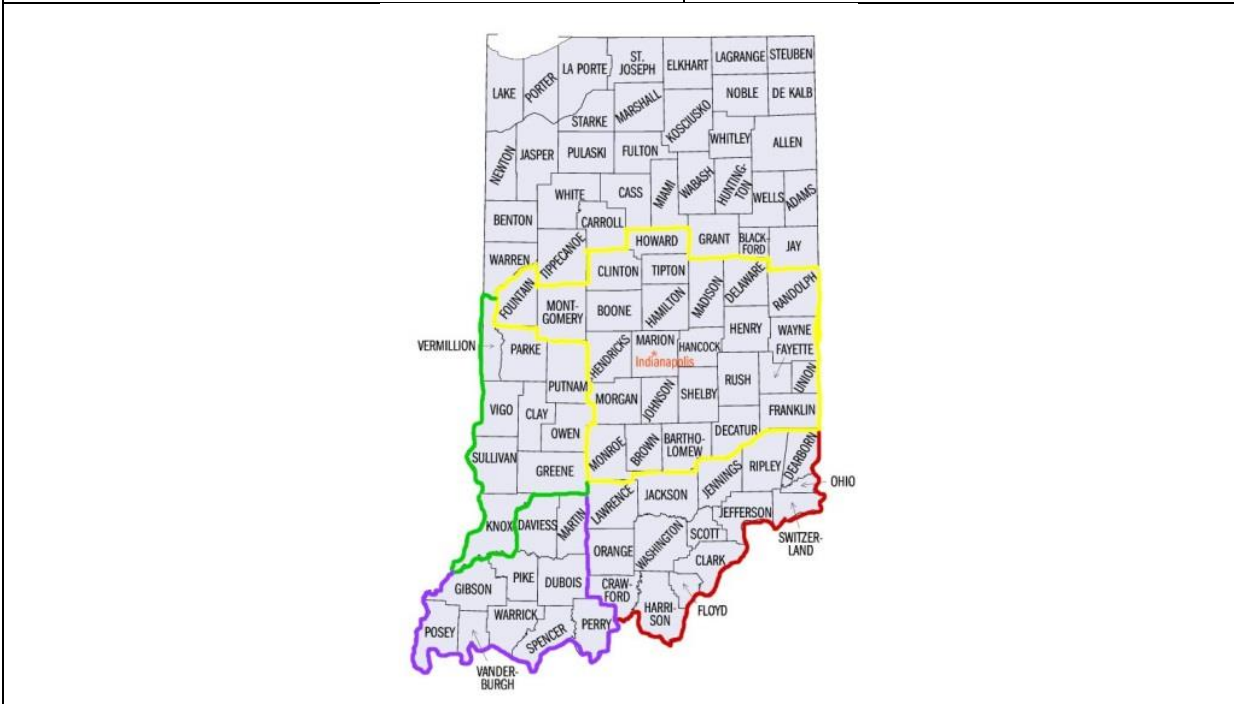 LAKE
PORTER
LA PORTE
ST.
JOSEPH
ELKHART
LAGRANGE
STEUBEN
NOBLE
DE KALB
STARKE
MARSHALL
KOSCIUSKO
WHITLEY
ALLEN
NEWTON
JASPER
PULASKI
FULTON
WHITE
CASS
MIAMI
WABASH
HUNTING-
TON
WELLS
ADAMS
BENTON
CARROLL
HOWARD
GRANT
BLACK-
FORD
JAY
WARREN
TIPPECANOE
CLINTON
TIPTON
MADISON
DELAWARE
RANDOLPH
FOUNTAIN
MONT-
GOMERY
BOONE
HAMILTON
HENRY
WAYNE
VERMILLION
PARKE
HENDRICKS
MARION
Indianapolis
HANCOCK
FAYETTE
PUTNAM
MORGAN
JOHNSON
SHELBY
RUSH
UNION
VIGO
CLAY
OWEN
FRANKLIN
SULLIVAN
GREENE
MONROE
BROWN
BARTHO-
LOMEW
DECATUR
JENNINGS
RIPLEY
DEARBORN
OHIO
KNOX
DAVIESS
MARTIN
LAWRENCE
JACKSON
JEFFERSON
SWITZER-
LAND
ORANGE
WASHINGTON
SCOTT
CLARK
GIBSON
PIKE
DUBOIS
CRAW-
FORD
HARRI-
SON
FLOYD
POSEY
WARRICK
SPENCER
PERRY
VANDER-
BURGH